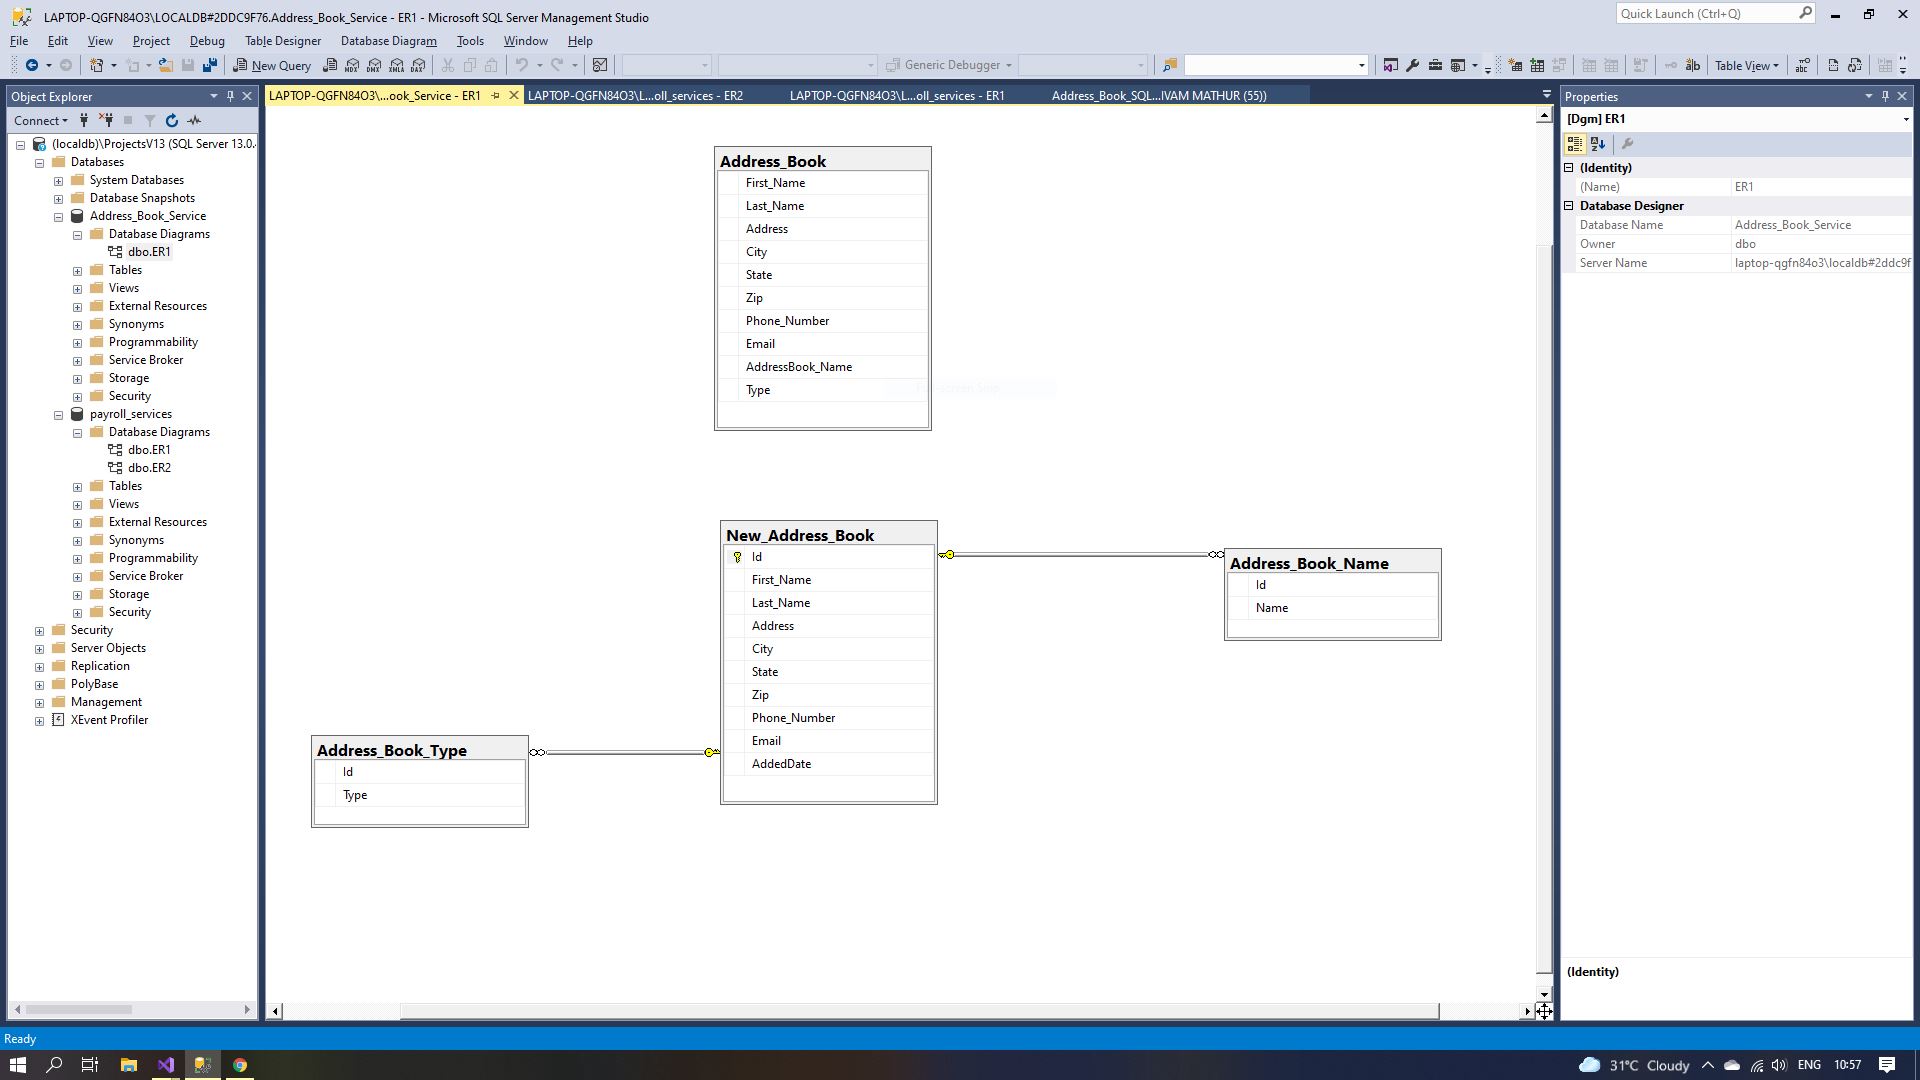 LAPTOP-QGFN84O3\LOCALDB#2DDC9F76.Address_Book_Service - ER1 - Microsoft SQL Server Management Studio
Quick Launch (Ctrl+Q)
File Edit View Project Debug Table Designer Database Diagram Tools Window Help
New Query
Generic Debugger
Table View
Object Explorer
LAPTOP-QGFN84O3\...ook_Service - ER1
LAPTOP-QGFN84O3\L...oll_services - ER2
LAPTOP-QGFN84O3\L...oll_services - ER1
Address_Book_SQL...IVAM MATHUR (55))
Connect
(localdb)\ProjectsV13 (SQL Server 13.0.
Databases
System Databases
Database Snapshots
Address_Book_Service
Database Diagrams
dbo.ER1
Tables
Views
External Resources
Synonyms
Programmability
Service Broker
Storage
Security
payroll_services
Database Diagrams
dbo.ER1
dbo.ER2
Tables
Views
External Resources
Synonyms
Programmability
Service Broker
Storage
Security
Security
Server Objects
Replication
PolyBase
Management
XEvent Profiler
Address_Book
First_Name
Last_Name
Address
City
State
Zip
Phone_Number
Email
AddressBook_Name
Type
New_Address_Book
Id
First_Name
Last_Name
Address
City
State
Zip
Phone_Number
Email
AddedDate
Address_Book_Name
Id
Name
Address_Book_Type
Id
Type
Properties
[Dgm] ER1
(Identity)
(Name) ER1
Database Designer
Database Name Address_Book_Service
Owner dbo
Server Name laptop-qgfn84o3\localdb#2ddc9f
(Identity)
Ready
31°C Cloudy
ENG
10:57